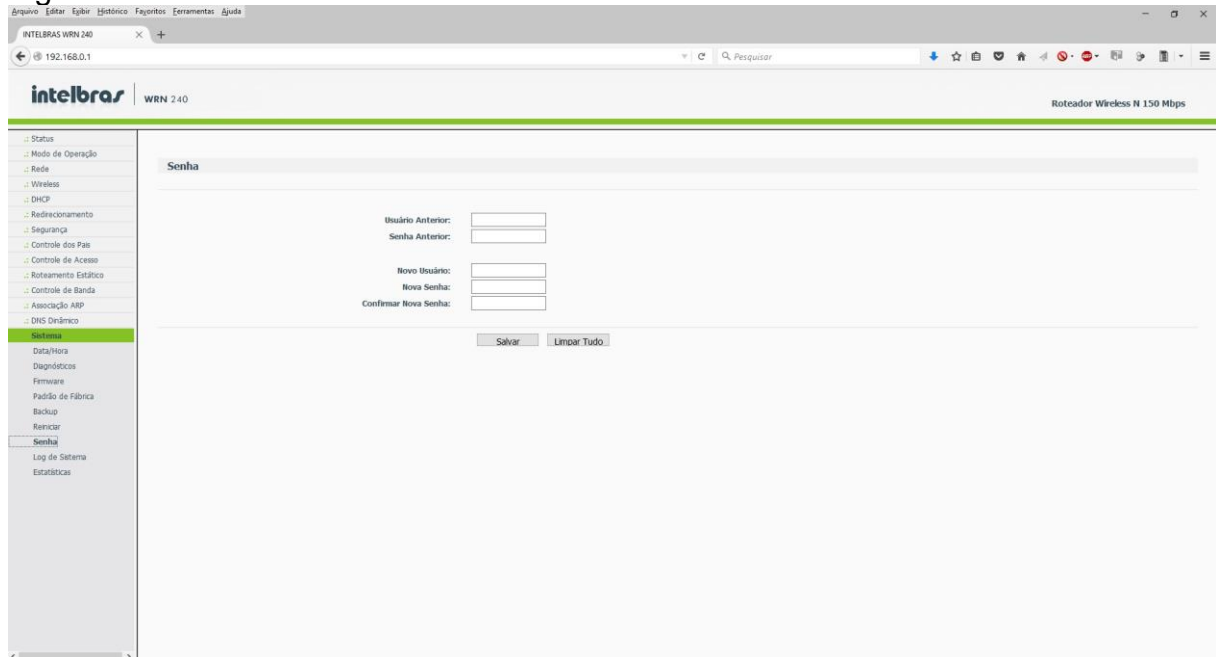 Arquivo Editar Exibir Histórico Favoritos Ferramentas Ajuda
INTELBRAS WRN 240
192.168.0.1
Pesquisar
intelbras WRN 240
Roteador Wireless N 150 Mbps
.: Status
.: Modo de Operação
.: Rede
.: Wireless
.: DHCP
.: Redirecionamento
.: Segurança
.: Controle dos Pais
.: Controle de Acesso
.: Roteamento Estático
.: Controle de Banda
.: Associação ARP
.: DNS Dinâmico
Sistema
Data/Hora
Diagnósticos
Firmware
Padrão de Fábrica
Backup
Reiniciar
Senha
Log de Sistema
Estatísticas
Senha
Usuário Anterior:
Senha Anterior:
Novo Usuário:
Nova Senha:
Confirmar Nova Senha:
Salvar Limpar Tudo